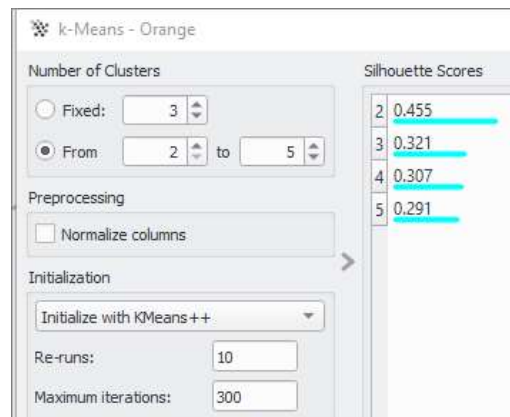 k-Means - Orange
Number of Clusters
Fixed: 3
From 2 to 5
Preprocessing
Normalize columns
Initialization
Initialize with KMeans++
Re-runs: 10
Maximum iterations: 300
Silhouette Scores
2 0.455
3 0.321
4 0.307
5 0.291